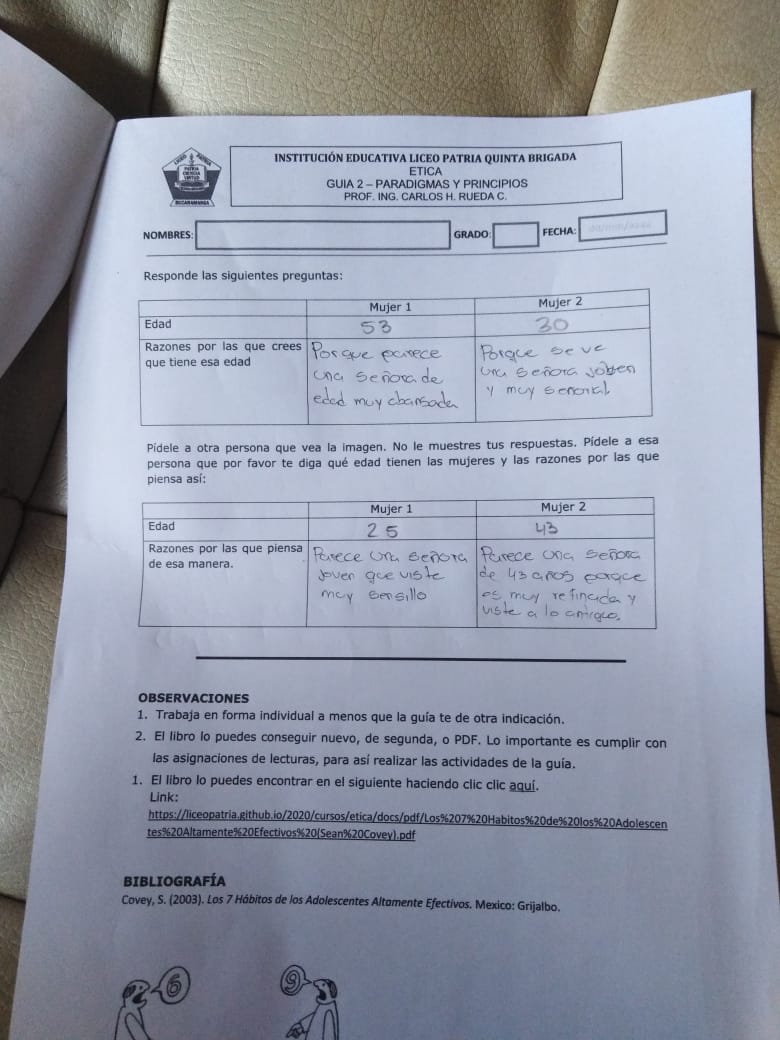 LICEO PATRIA
PATRIA
CIENCIA
VIRTUD
BUCARAMANGA
INSTITUCIÓN EDUCATIVA LICEO PATRIA QUINTA BRIGADA
ETICA
GUIA 2 – PARADIGMAS Y PRINCIPIOS
PROF. ING. CARLOS H. RUEDA C.
NOMBRES: GRADO: FECHA:
Responde las siguientes preguntas:
Mujer 1 Mujer 2
Edad 53 30
Razones por las que crees que tiene esa edad
Porque parece
una señora de
edad muy abansada
Porque se ve
una señora joben
y muy señorial.
Pídele a otra persona que vea la imagen. No le muestres tus respuestas. Pídele a esa
persona que por favor te diga qué edad tienen las mujeres y las razones por las que
piensa así:
Mujer 1 Mujer 2
Edad 25 43
Razones por las que piensa
de esa manera.
Parece una señora
joven que viste
muy sensillo
Parece una señora
de 43 años porque
es muy refinada y
viste a lo antiguo.
OBSERVACIONES
1. Trabaja en forma individual a menos que la guía te de otra indicación.
2. El libro lo puedes conseguir nuevo, de segunda, o PDF. Lo importante es cumplir con
las asignaciones de lecturas, para así realizar las actividades de la guía.
1. El libro lo puedes encontrar en el siguiente haciendo clic clic aquí.
Link:
https://liceopatria.github.io/2020/cursos/etica/docs/pdf/Los%207%20Habitos%20de%20los%20Adolescen
tes%20Altamente%20Efectivos%20(Sean%20Covey).pdf
BIBLIOGRAFÍA
Covey, S. (2003). Los 7 Hábitos de los Adolescentes Altamente Efectivos. Mexico: Grijalbo.
6 9